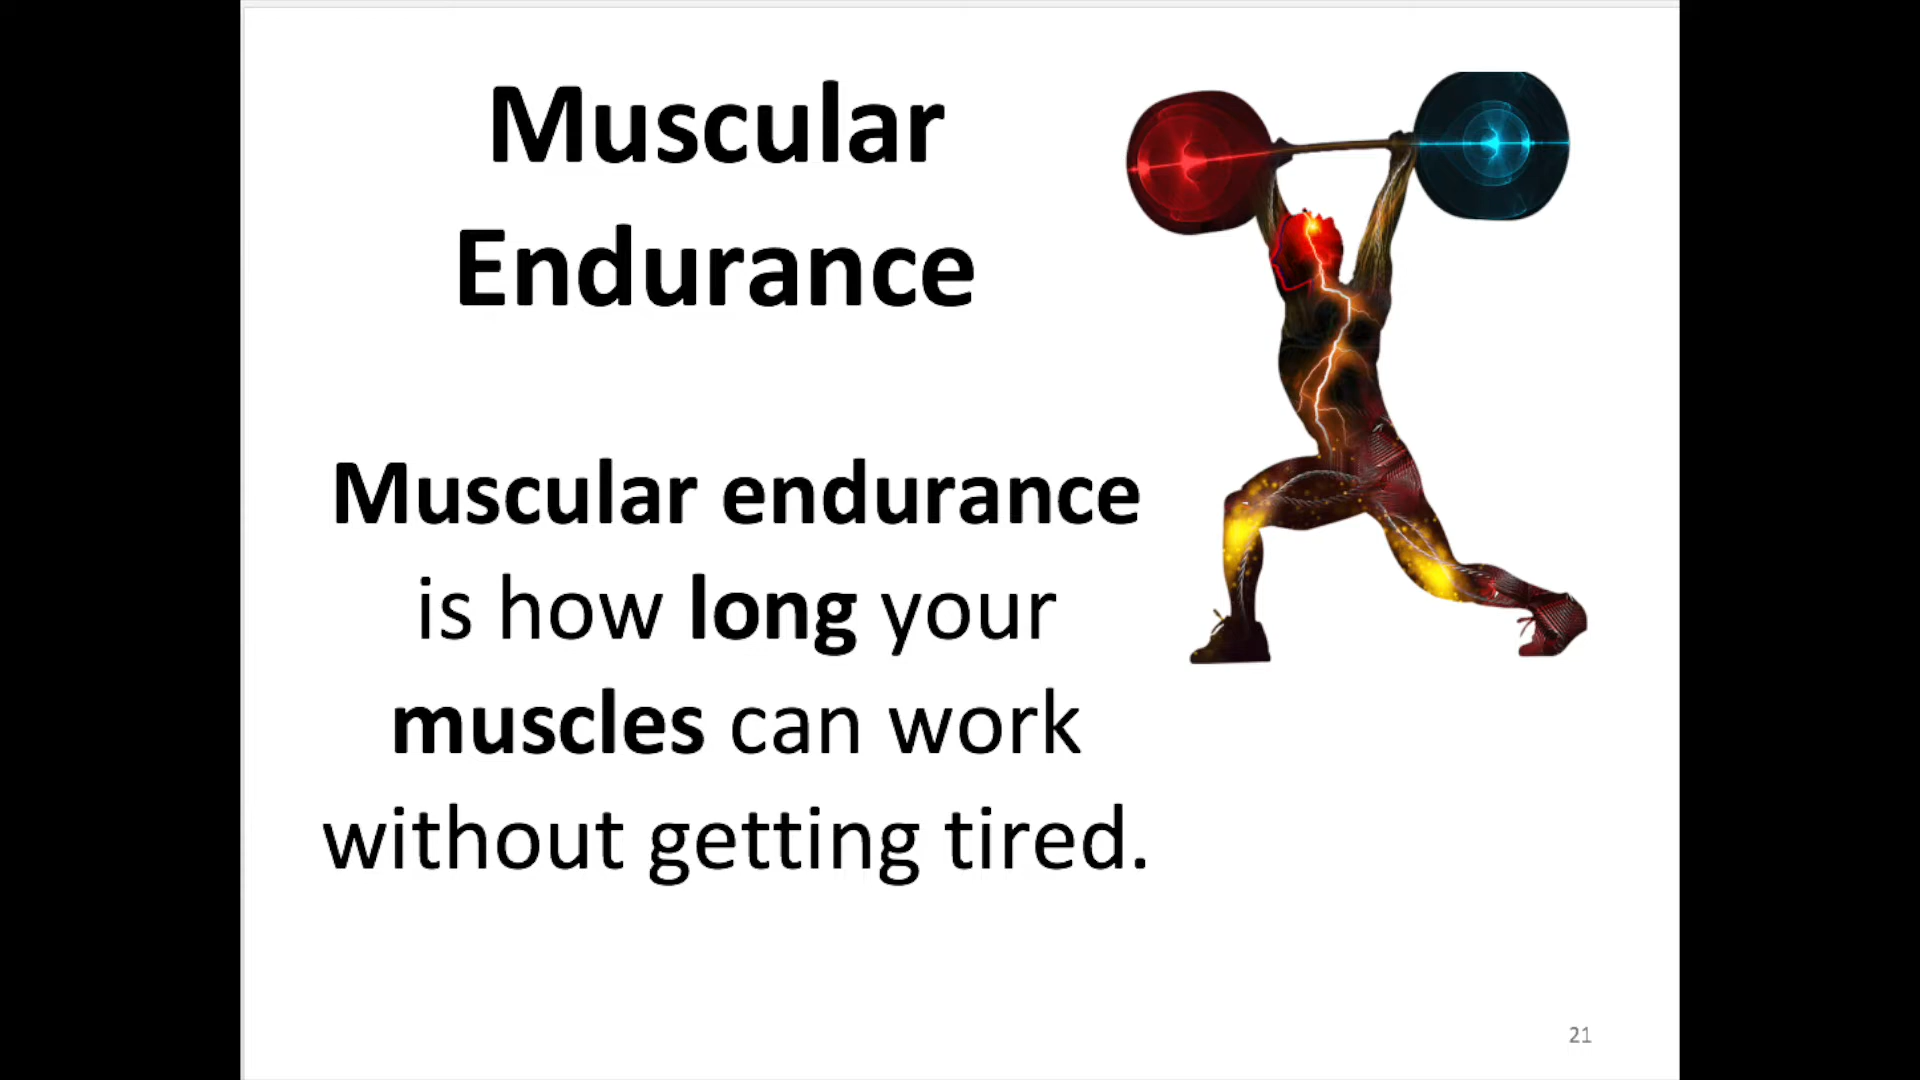 Muscular
Endurance
Muscular endurance
is how long your
muscles can work
without getting tired.
21